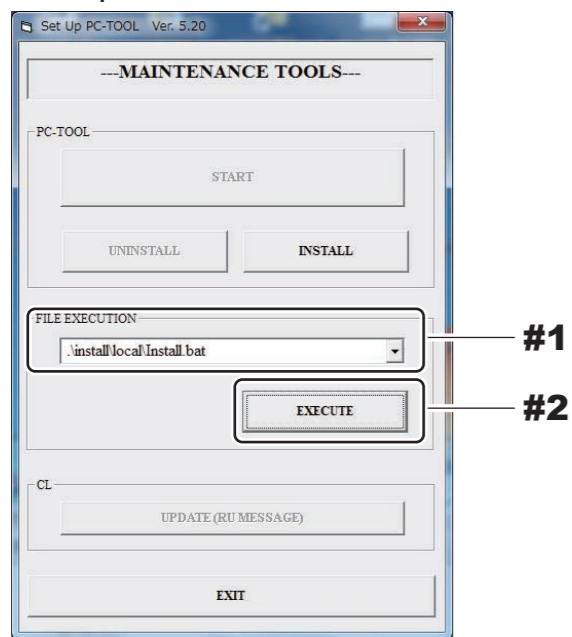 Set Up PC-TOOL Ver. 5.20
---MAINTENANCE TOOLS---
PC-TOOL
START
UNINSTALL INSTALL
FILE EXECUTION
.\install\local\Install.bat
#1
EXECUTE
#2
CL
UPDATE (RU MESSAGE)
EXIT